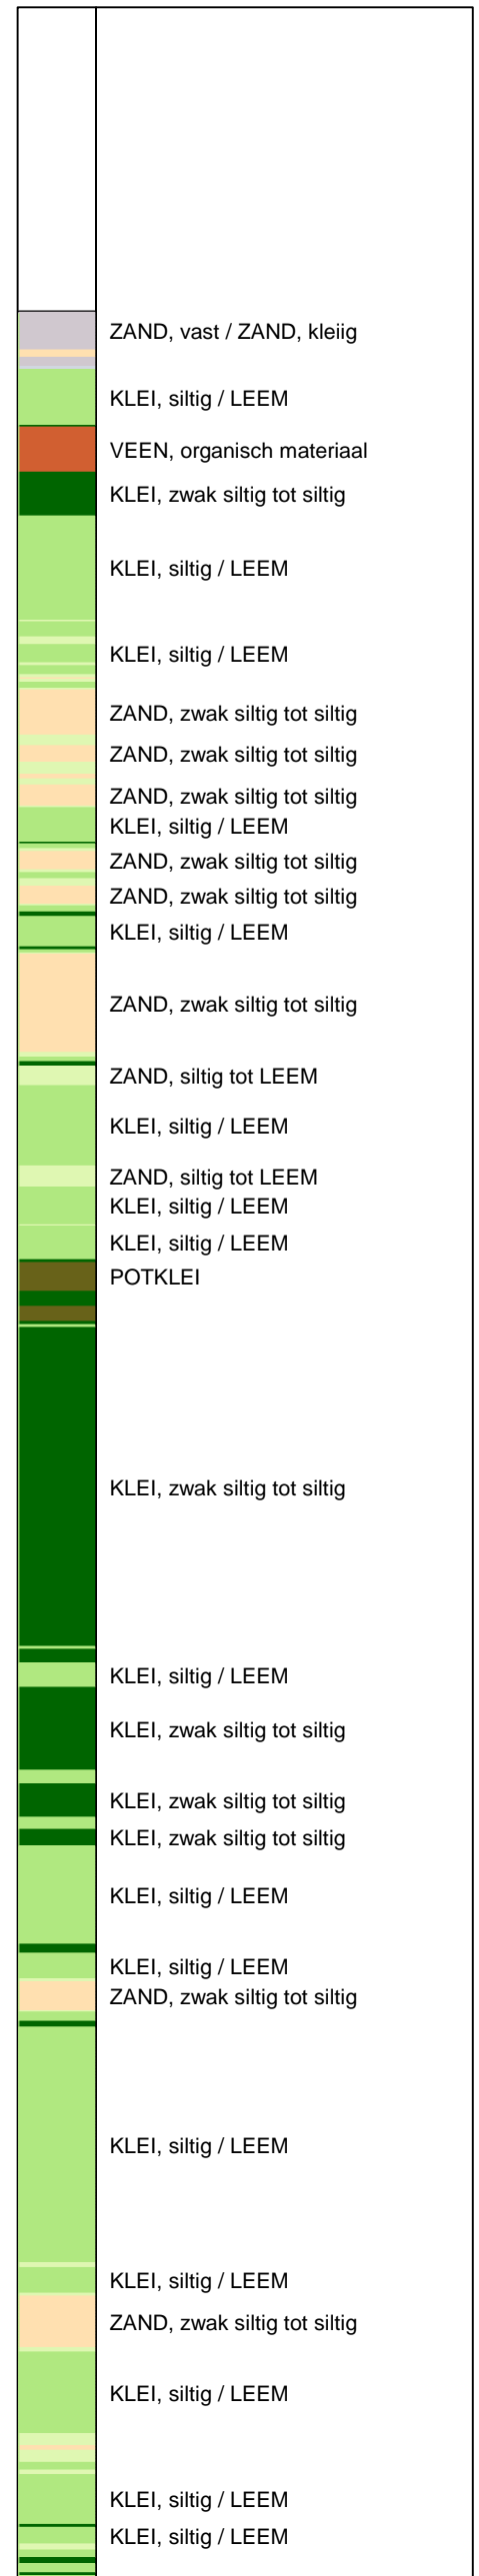 ZAND, vast / ZAND, kleiig
KLEI, siltig / LEEM
VEEN, organisch materiaal
KLEI, zwak siltig tot siltig
KLEI, siltig / LEEM
KLEI, siltig / LEEM
ZAND, zwak siltig tot siltig
ZAND, zwak siltig tot siltig
ZAND, zwak siltig tot siltig
KLEI, siltig / LEEM
ZAND, zwak siltig tot siltig
ZAND, zwak siltig tot siltig
KLEI, siltig / LEEM
ZAND, zwak siltig tot siltig
ZAND, siltig tot LEEM
KLEI, siltig / LEEM
ZAND, siltig tot LEEM
KLEI, siltig / LEEM
KLEI, siltig / LEEM
POTKLEI
KLEI, zwak siltig tot siltig
KLEI, siltig / LEEM
KLEI, zwak siltig tot siltig
KLEI, zwak siltig tot siltig
KLEI, zwak siltig tot siltig
KLEI, siltig / LEEM
KLEI, siltig / LEEM
ZAND, zwak siltig tot siltig
KLEI, siltig / LEEM
KLEI, siltig / LEEM
ZAND, zwak siltig tot siltig
KLEI, siltig / LEEM
KLEI, siltig / LEEM
KLEI, siltig / LEEM